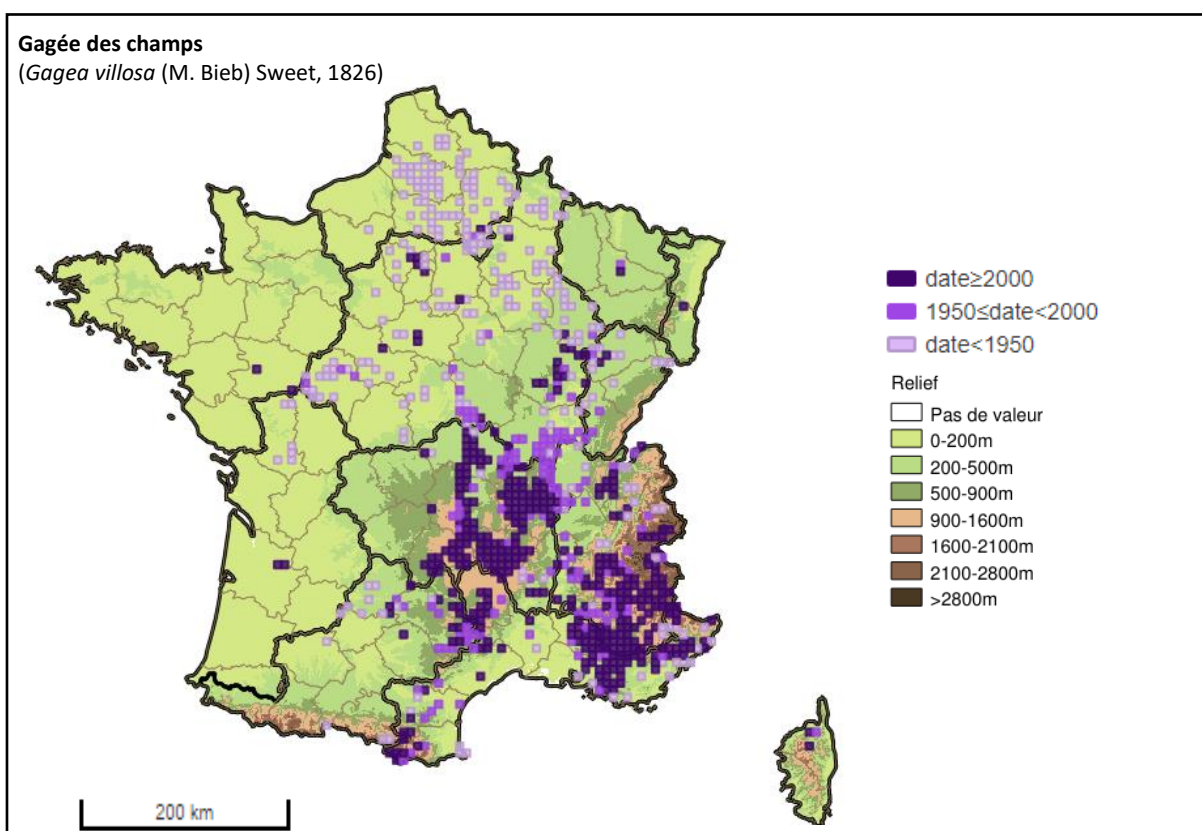 Gagée des champs
(Gagea villosa (M. Bieb) Sweet, 1826)
date≥2000
1950≤date<2000
date<1950
Relief
Pas de valeur
0-200m
200-500m
500-900m
900-1600m
1600-2100m
2100-2800m
>2800m
200 km